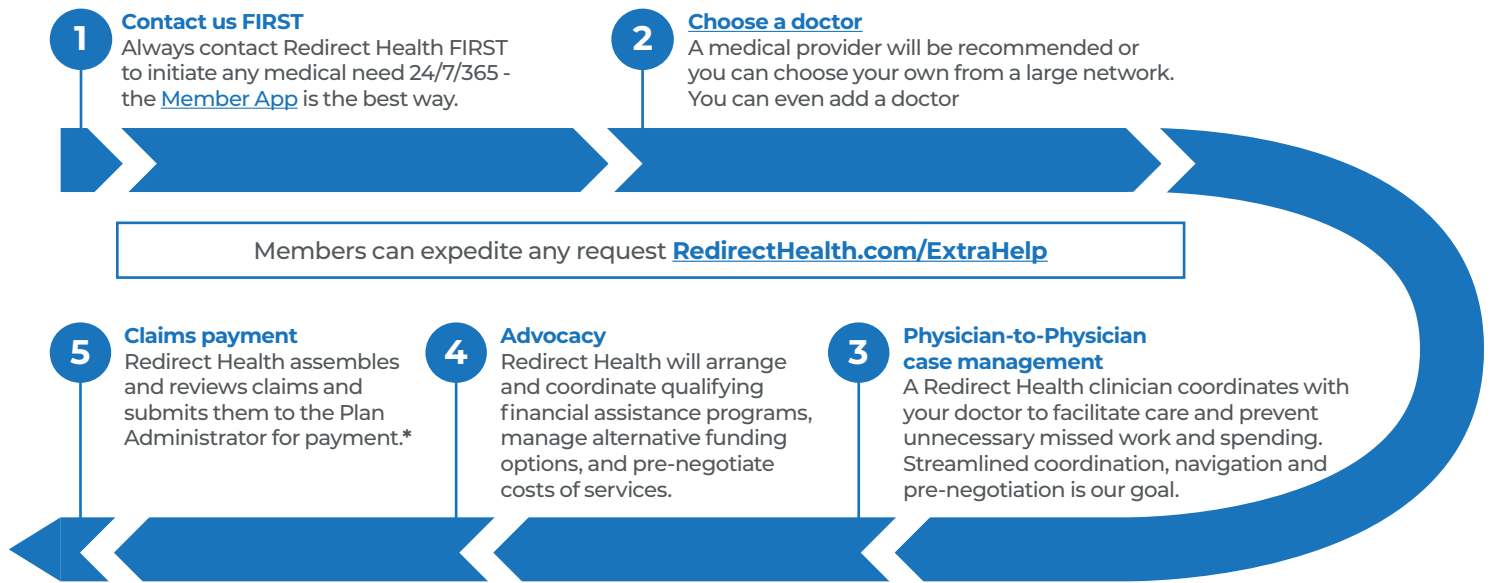 1
Contact us FIRST
Always contact Redirect Health FIRST
to initiate any medical need 24/7/365 -
the Member App is the best way.
2
Choose a doctor
A medical provider will be recommended or
you can choose your own from a large network.
You can even add a doctor
Members can expedite any request RedirectHealth.com/ExtraHelp
3
Physician-to-Physician
case management
A Redirect Health clinician coordinates with
your doctor to facilitate care and prevent
unnecessary missed work and spending.
Streamlined coordination, navigation and
pre-negotiation is our goal.
4
Advocacy
Redirect Health will arrange
and coordinate qualifying
financial assistance programs,
manage alternative funding
options, and pre-negotiate
costs of services.
5
Claims payment
Redirect Health assembles
and reviews claims and
submits them to the Plan
Administrator for payment.*